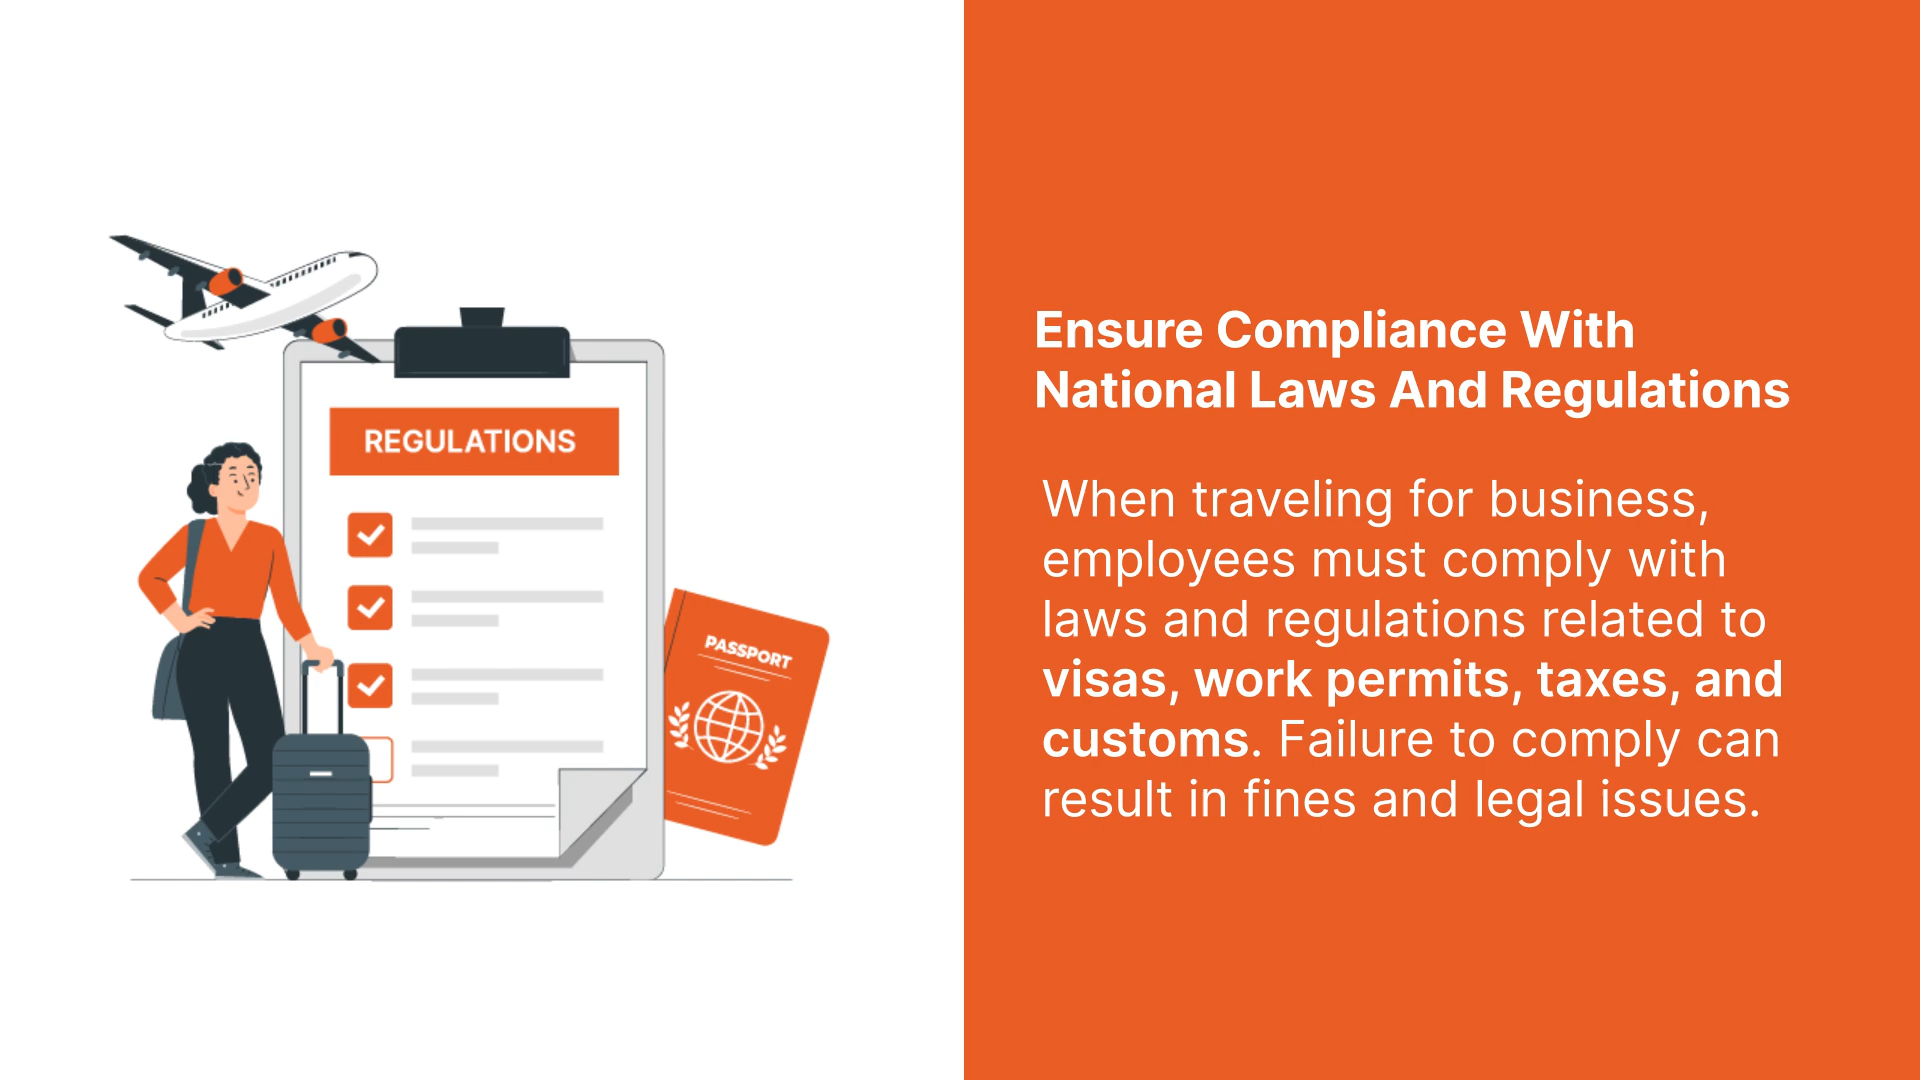 REGULATIONS
PASSPORT
Ensure Compliance With
National Laws And Regulations
When traveling for business,
employees must comply with
laws and regulations related to
visas, work permits, taxes, and
customs. Failure to comply can
result in fines and legal issues.